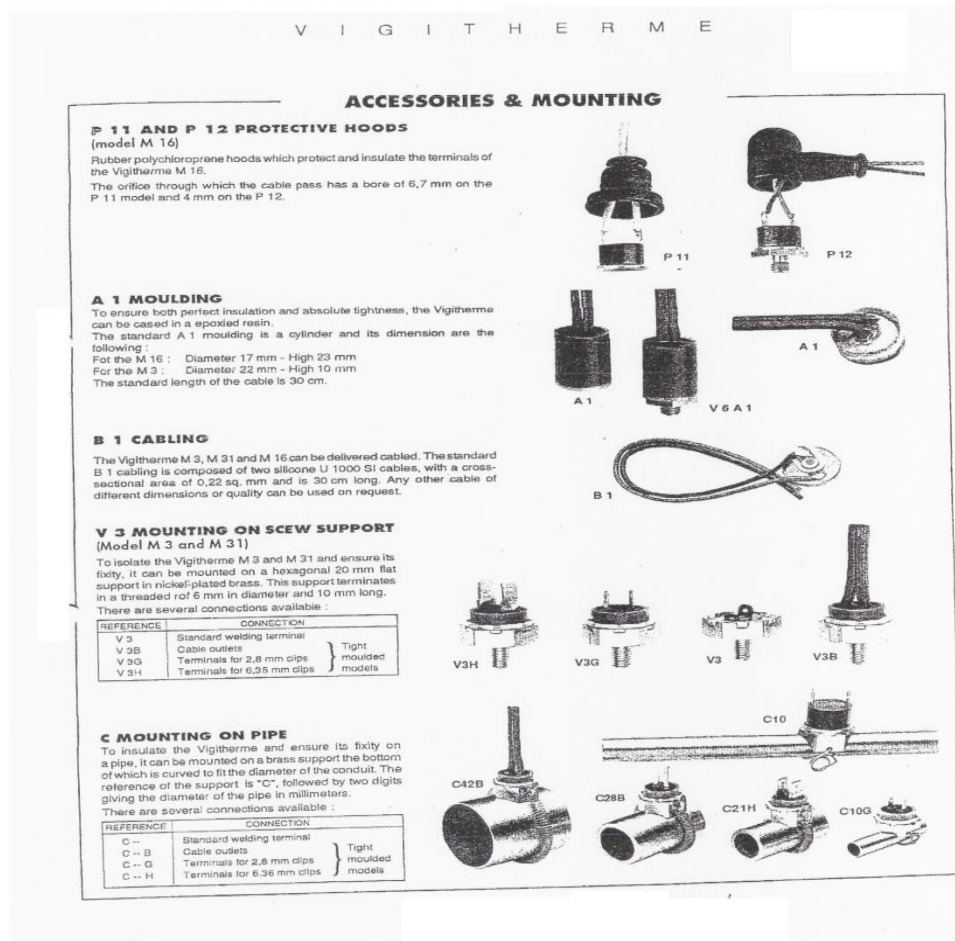 VIGITHERME
ACCESSORIES & MOUNTING
P 11 AND P 12 PROTECTIVE HOODS
(model M 16)
Rubber polychloroprene hoods which protect and insulate the terminals of
the Vigitherme M 16.
The orifice through which the cable pass has a bore of 6,7 mm on the
P 11 model and 4 mm on the P 12.
P 11
P 12
A 1 MOULDING
To ensure both perfect insulation and absolute tightness, the Vigitherme
can be cased in a epoxied resin.
The standard A 1 moulding is a cylinder and its dimension are the
following :
Fot the M 16 : Diameter 17 mm - High 23 mm
For the M 3 : Diameter 22 mm - High 10 mm
The standard length of the cable is 30 cm.
A 1
V 6 A 1
A 1
B 1 CABLING
The Vigitherme M 3, M 31 and M 16 can be delivered cabled. The standard
B 1 cabling is composed of two silicone U 1000 SI cables, with a cross-
sectional area of 0,22 sq. mm and is 30 cm long. Any other cable of
different dimensions or quality can be used on request.
B 1
V 3 MOUNTING ON SCREW SUPPORT
(Model M 3 and M 31)
To isolate the Vigitherme M 3 and M 31 and ensure its
fixity, it can be mounted on a hexagonal 20 mm flat
support in nickel-plated brass. This support terminates
in a threaded rof 6 mm in diameter and 10 mm long.
There are several connections available :
REFERENCE CONNECTION
V 3 Standard welding terminal
V 3B Cable outlets
V 3G Terminals for 2,8 mm clips
V 3H Terminals for 6,35 mm clips
Tight
moulded
models
V3H
V3G
V3
V3B
C MOUNTING ON PIPE
To insulate the Vigitherme and ensure its fixity on
a pipe, it can be mounted on a brass support the bottom
of which is curved to fit the diameter of the conduit. The
reference of the support is "C", followed by two digits
giving the diameter of the pipe in millimeters.
There are several connections available :
REFERENCE CONNECTION
C -- Standard welding terminal
C -- B Cable outlets
C -- G Terminals for 2,8 mm clips
C -- H Terminals for 6,36 mm clips
Tight
moulded
models
C10
C42B
C28B
C21H
C10G